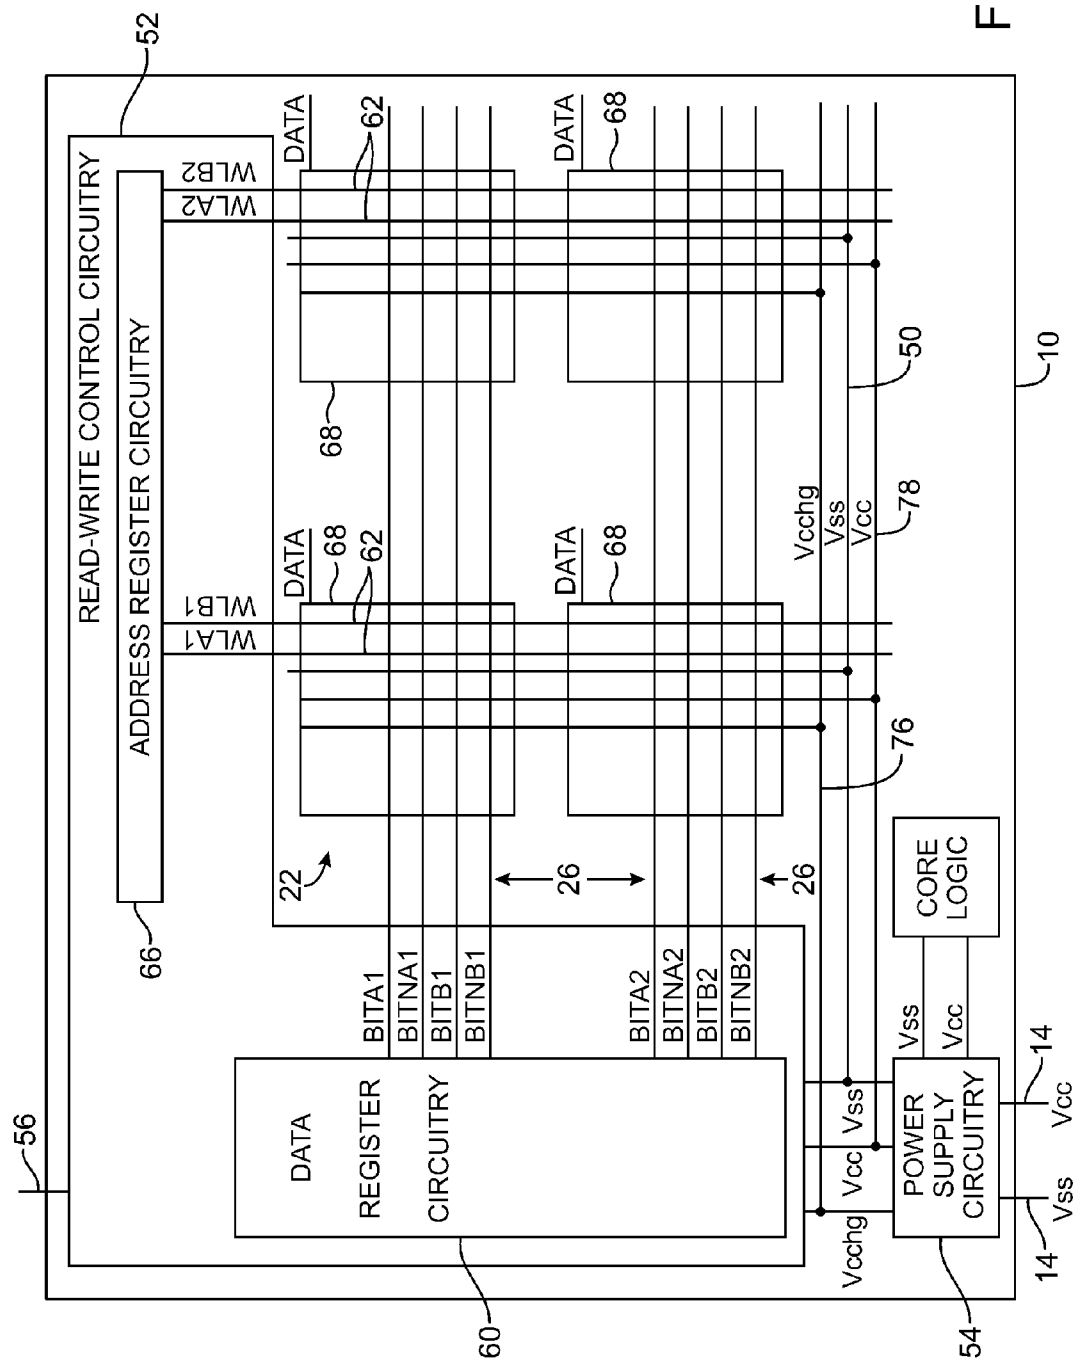 52
READ-WRITE CONTROL CIRCUITRY
ADDRESS REGISTER CIRCUITRY
66
WLA1
WLB1
WLA2
WLB2
56
22
DATA
68
62
DATA
68
62
DATA
68
DATA
68
DATA
REGISTER
CIRCUITRY
60
BITA1
BITNA1
BITB1
BITNB1
26
BITA2
BITNA2
BITB2
BITNB2
26
Vcchg
Vcc
Vss
76
Vcchg
Vss
Vcc
78
50
POWER
SUPPLY
CIRCUITRY
54
Vss
Vcc
CORE
LOGIC
14
Vss
14
Vcc
10
F